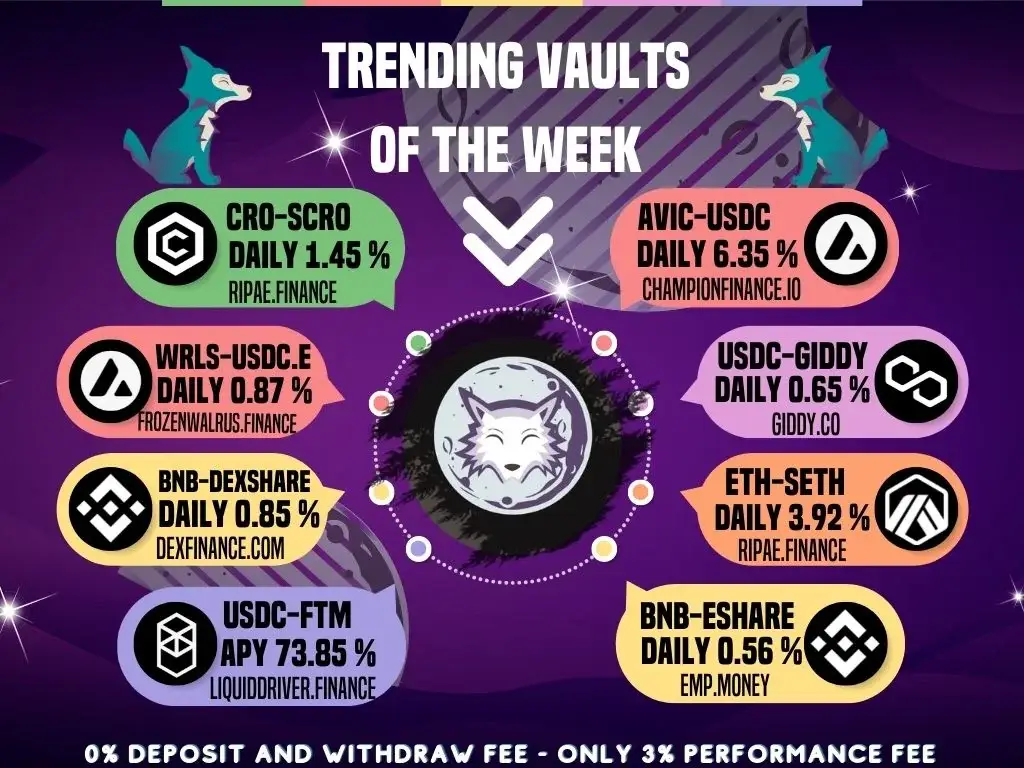 TRENDING VAULTS
OF THE WEEK
CRO-SCRO
DAILY 1.45 %
RIPAE.FINANCE
AVIC-USDC
DAILY 6.35 %
CHAMPIONFINANCE.IO
WRLS-USDC.E
DAILY 0.87 %
FROZENWALRUS.FINANCE
USDC-GIDDY
DAILY 0.65 %
GIDDY.CO
BNB-DEXSHARE
DAILY 0.85 %
DEXFINANCE.COM
ETH-SETH
DAILY 3.92 %
RIPAE.FINANCE
USDC-FTM
APY 73.85 %
LIQUIDDRIVER.FINANCE
BNB-ESHARE
DAILY 0.56 %
EMP.MONEY
0% DEPOSIT AND WITHDRAW FEE - ONLY 3% PERFORMANCE FEE